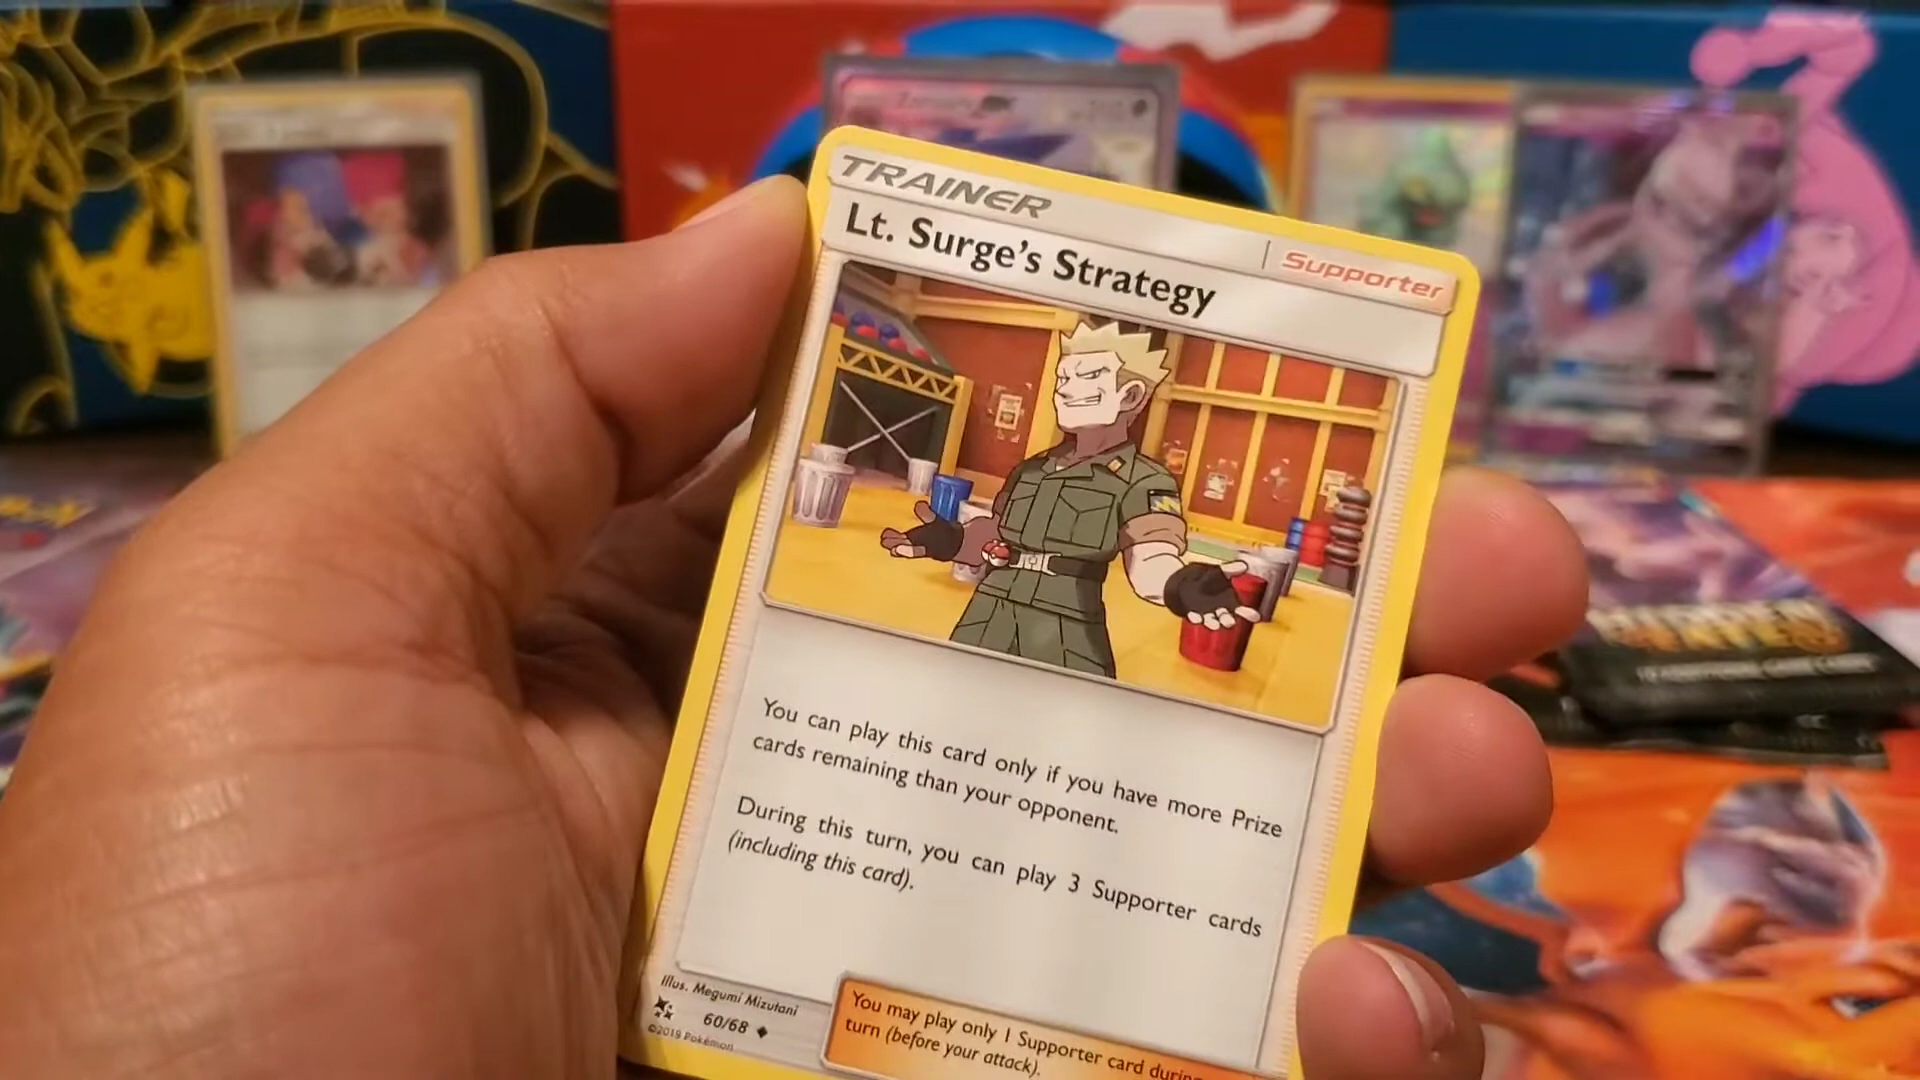 TRAINER
Supporter
Lt. Surge's Strategy
You can play this card only if you have more Prize
cards remaining than your opponent.
During this turn, you can play 3 Supporter cards
(including this card).
Illus. Megumi Mizutani
60/68
©2019 Pokémon
You may play only 1 Supporter card during
turn (before your attack).
HIDDEN
FATES